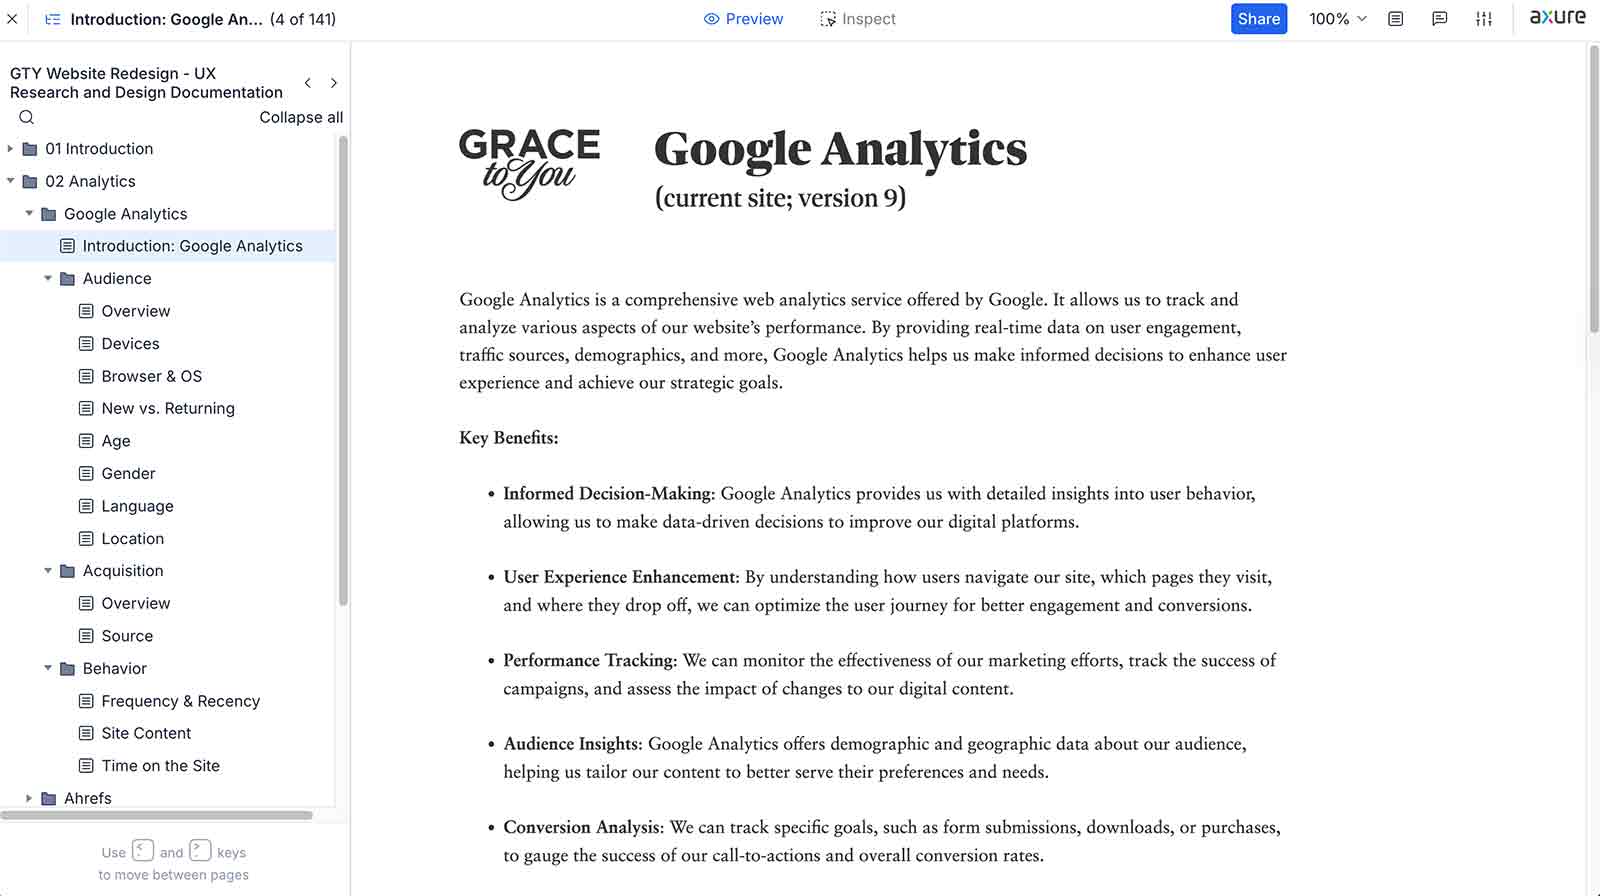 Introduction: Google An... (4 of 141)
Preview
Inspect
Share
100%
axure
GTY Website Redesign - UX
Research and Design Documentation
Collapse all
01 Introduction
02 Analytics
Google Analytics
Introduction: Google Analytics
Audience
Overview
Devices
Browser & OS
New vs. Returning
Age
Gender
Language
Location
Acquisition
Overview
Source
Behavior
Frequency & Recency
Site Content
Time on the Site
Ahrefs
Use < and > keys
to move between pages
GRACE
to You
Google Analytics
(current site; version 9)
Google Analytics is a comprehensive web analytics service offered by Google. It allows us to track and
analyze various aspects of our website’s performance. By providing real-time data on user engagement,
traffic sources, demographics, and more, Google Analytics helps us make informed decisions to enhance user
experience and achieve our strategic goals.
Key Benefits:
• Informed Decision-Making: Google Analytics provides us with detailed insights into user behavior,
allowing us to make data-driven decisions to improve our digital platforms.
• User Experience Enhancement: By understanding how users navigate our site, which pages they visit,
and where they drop off, we can optimize the user journey for better engagement and conversions.
• Performance Tracking: We can monitor the effectiveness of our marketing efforts, track the success of
campaigns, and assess the impact of changes to our digital content.
• Audience Insights: Google Analytics offers demographic and geographic data about our audience,
helping us tailor our content to better serve their preferences and needs.
• Conversion Analysis: We can track specific goals, such as form submissions, downloads, or purchases,
to gauge the success of our call-to-actions and overall conversion rates.